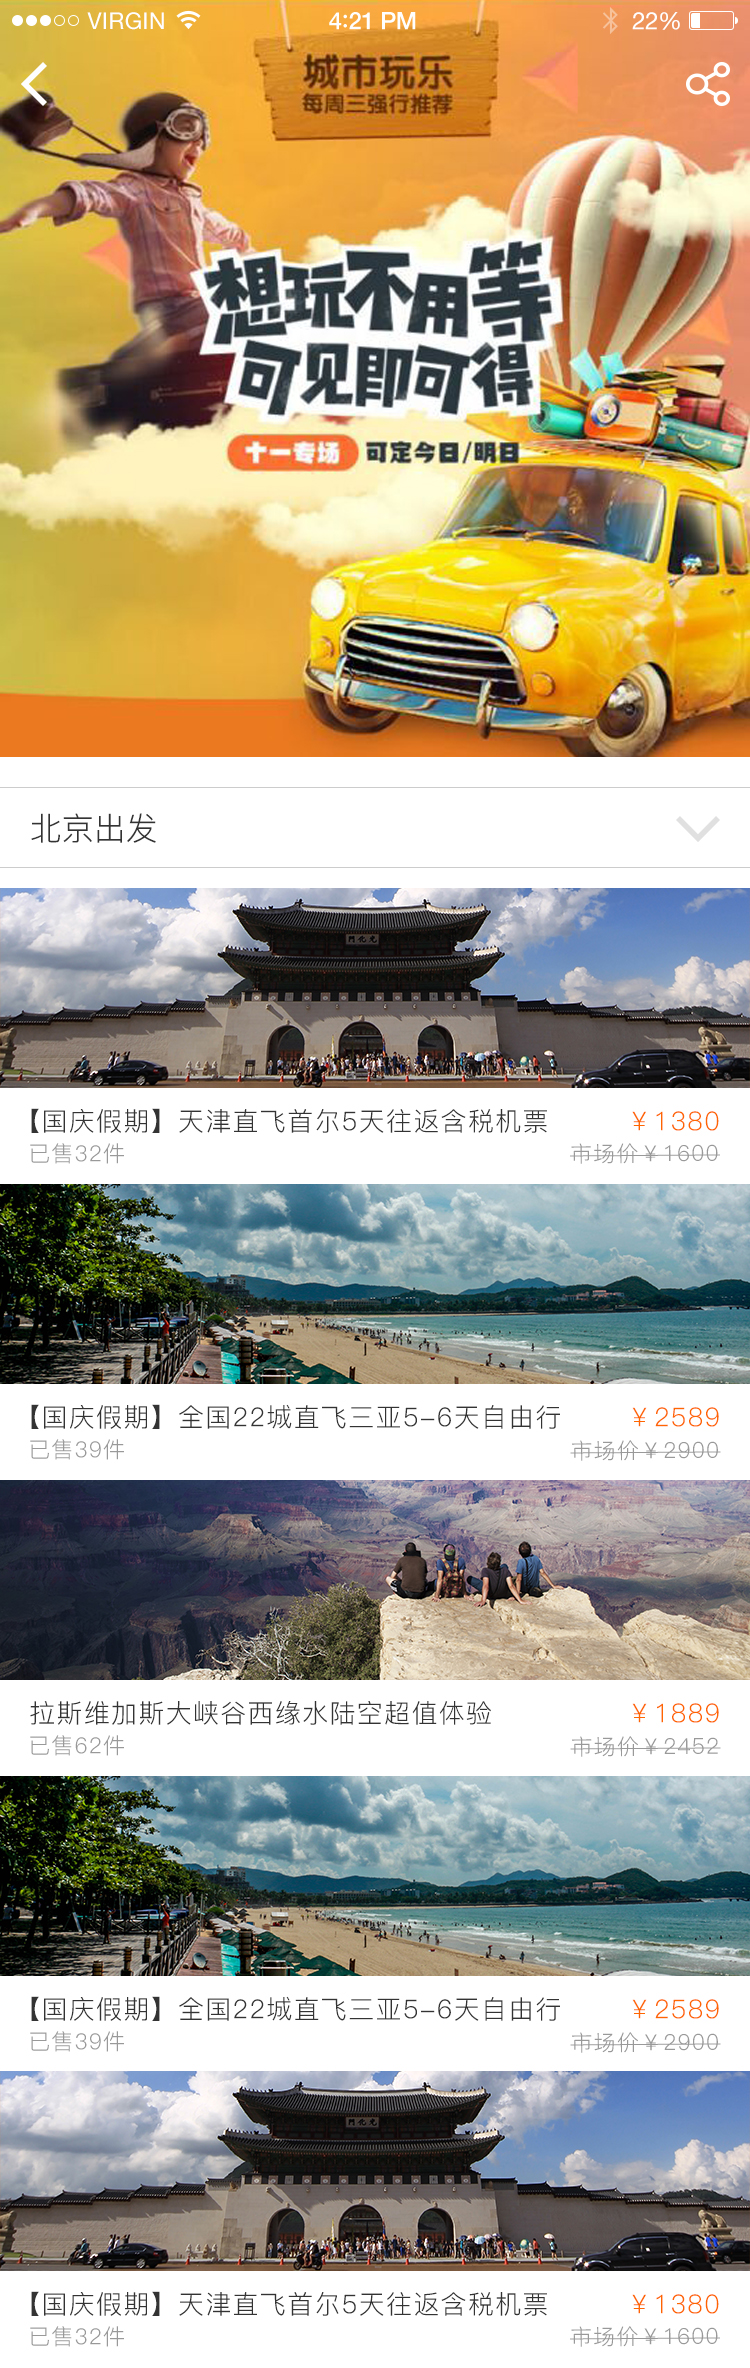 VIRGIN 4:21 PM 22%
城市玩乐
每周三强行推荐
想玩不用等
可见即可得
十一专场 可定今日/明日
北京出发
光化門
【国庆假期】天津直飞首尔5天往返含税机票 ¥1380
已售32件 市场价¥1600
【国庆假期】全国22城直飞三亚5-6天自由行 ¥2589
已售39件 市场价¥2900
拉斯维加斯大峡谷西缘水陆空超值体验 ¥1889
已售62件 市场价¥2452
【国庆假期】全国22城直飞三亚5-6天自由行 ¥2589
已售39件 市场价¥2900
光化門
【国庆假期】天津直飞首尔5天往返含税机票 ¥1380
已售32件 市场价¥1600